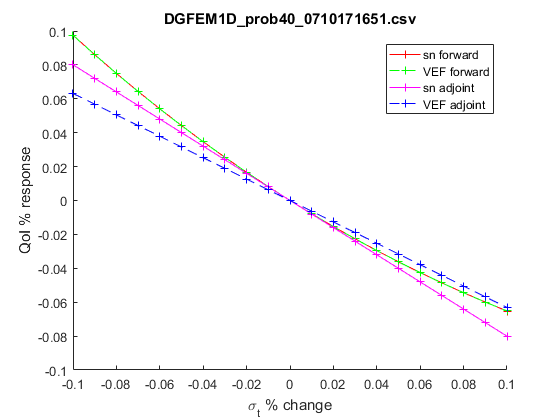 DGFEM1D_prob40_0710171651.csv
0.1
0.08
0.06
0.04
0.02
0
-0.02
-0.04
-0.06
-0.08
-0.1
QoI % response
sn forward
VEF forward
sn adjoint
VEF adjoint
-0.1 -0.08 -0.06 -0.04 -0.02 0 0.02 0.04 0.06 0.08 0.1
σt % change